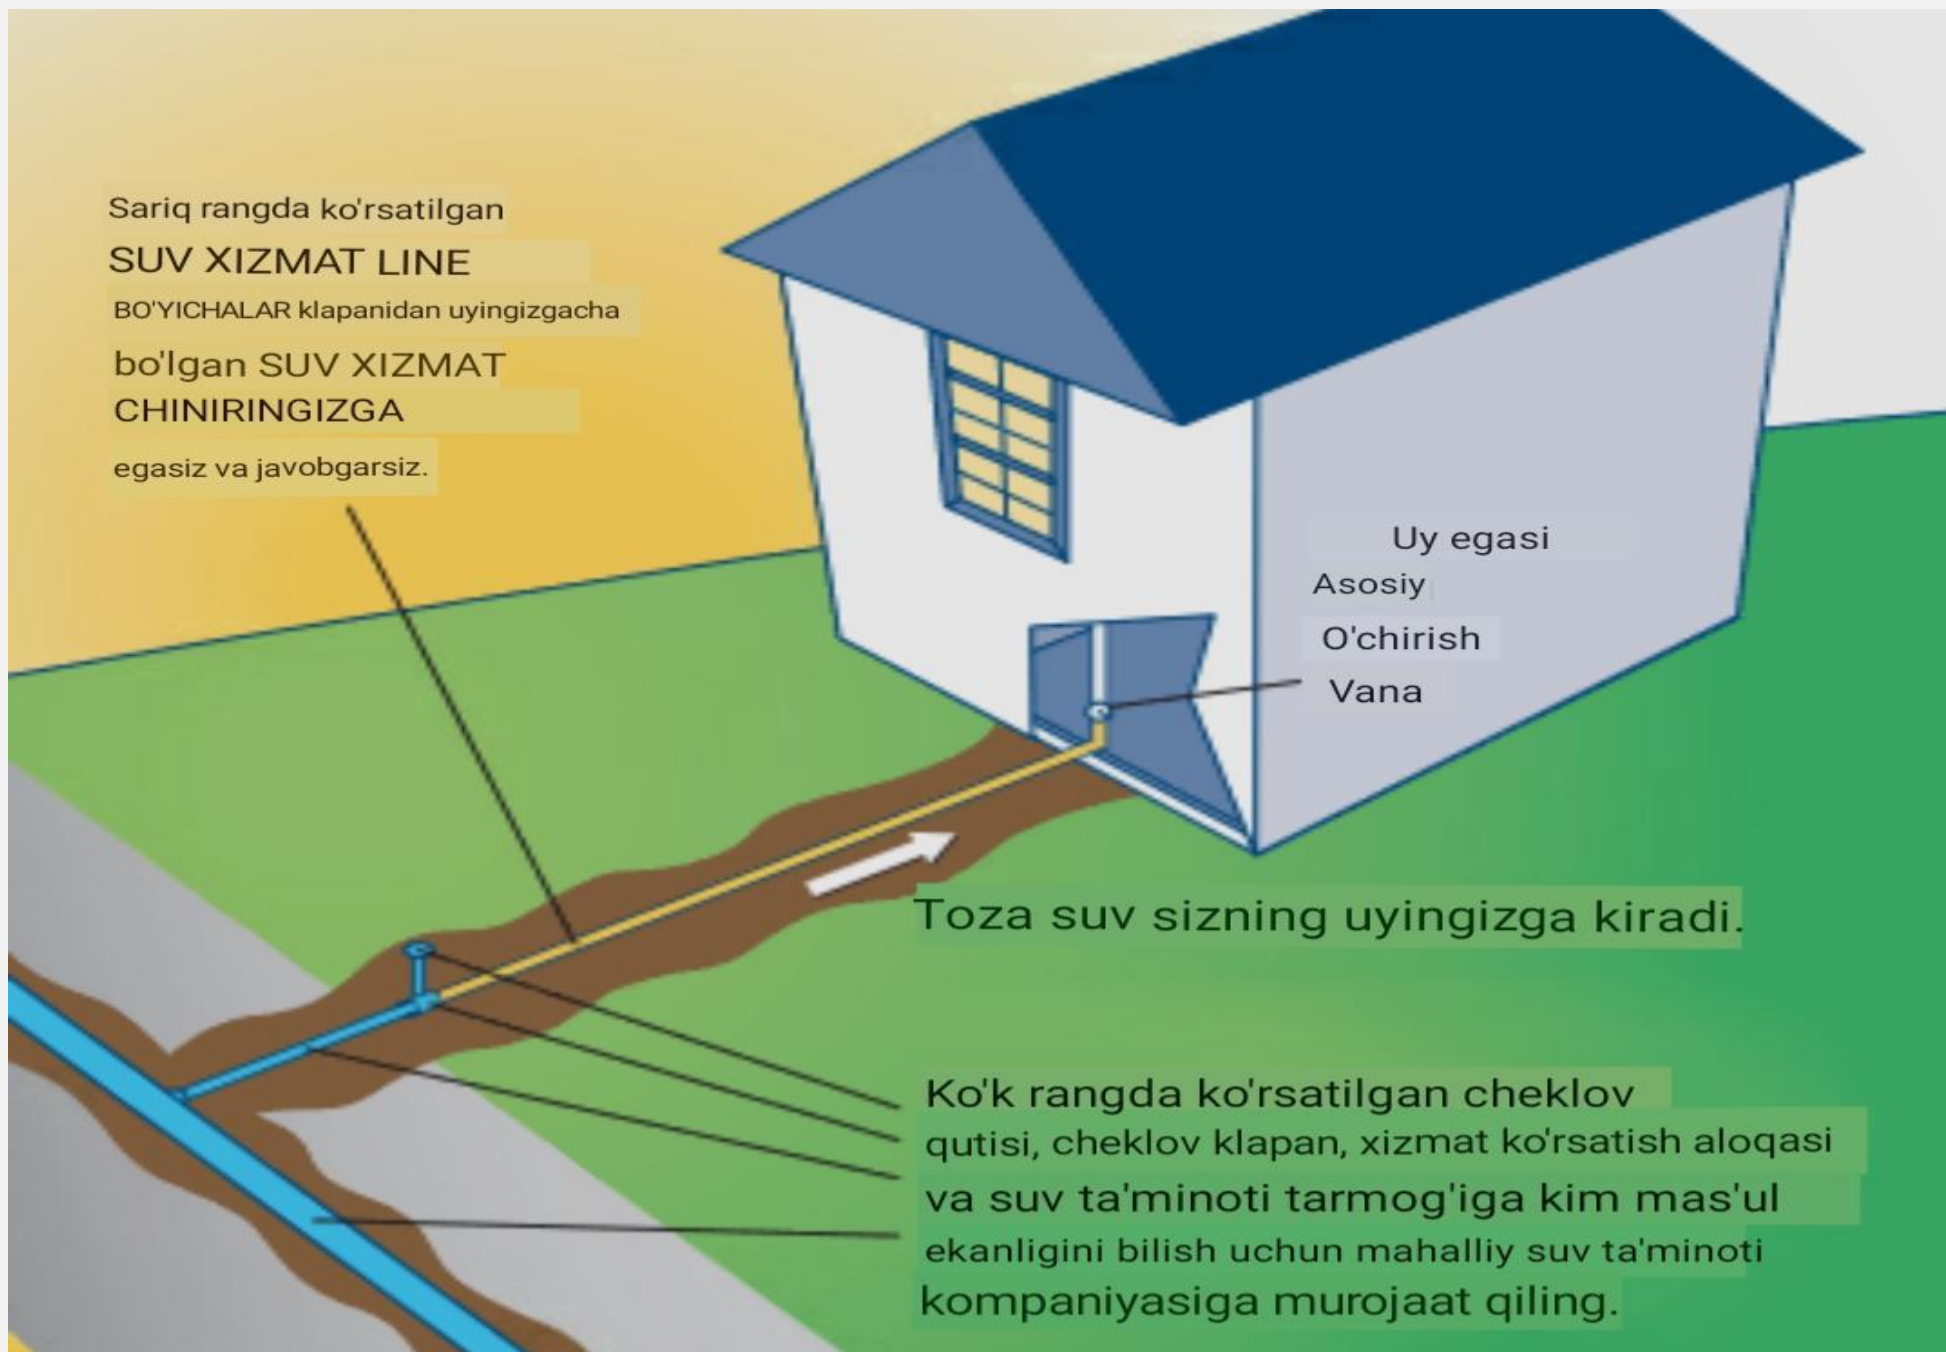 Sariq rangda ko'rsatilgan
SUV XIZMAT LINE
BO'YICHALAR klapanidan uyingizgacha
bo'lgan SUV XIZMAT
CHINIRINGIZGA
egasiz va javobgarsiz.
Uy egasi
Asosiy
O'chirish
Vana
Toza suv sizning uyingizga kiradi.
Ko'k rangda ko'rsatilgan cheklov
qutisi, cheklov klapan, xizmat ko'rsatish aloqasi
va suv ta'minoti tarmog'iga kim mas'ul
ekanligini bilish uchun mahalliy suv ta'minoti
kompaniyasiga murojaat qiling.